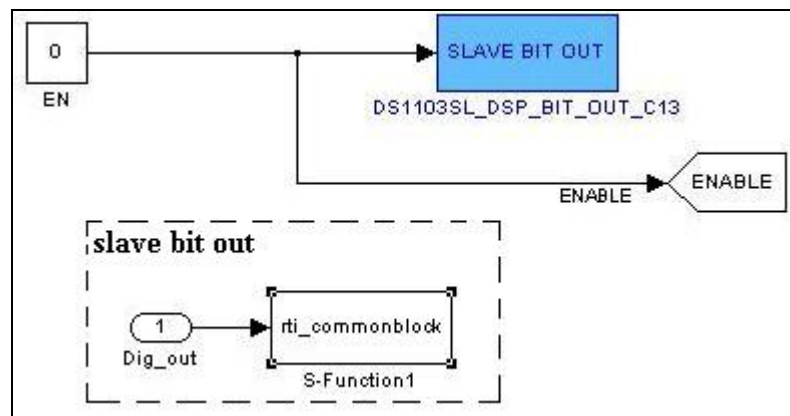 0
EN
SLAVE BIT OUT
DS1103SL_DSP_BIT_OUT_C13
ENABLE
ENABLE
slave bit out
1
Dig_out
rti_commonblock
S-Function1